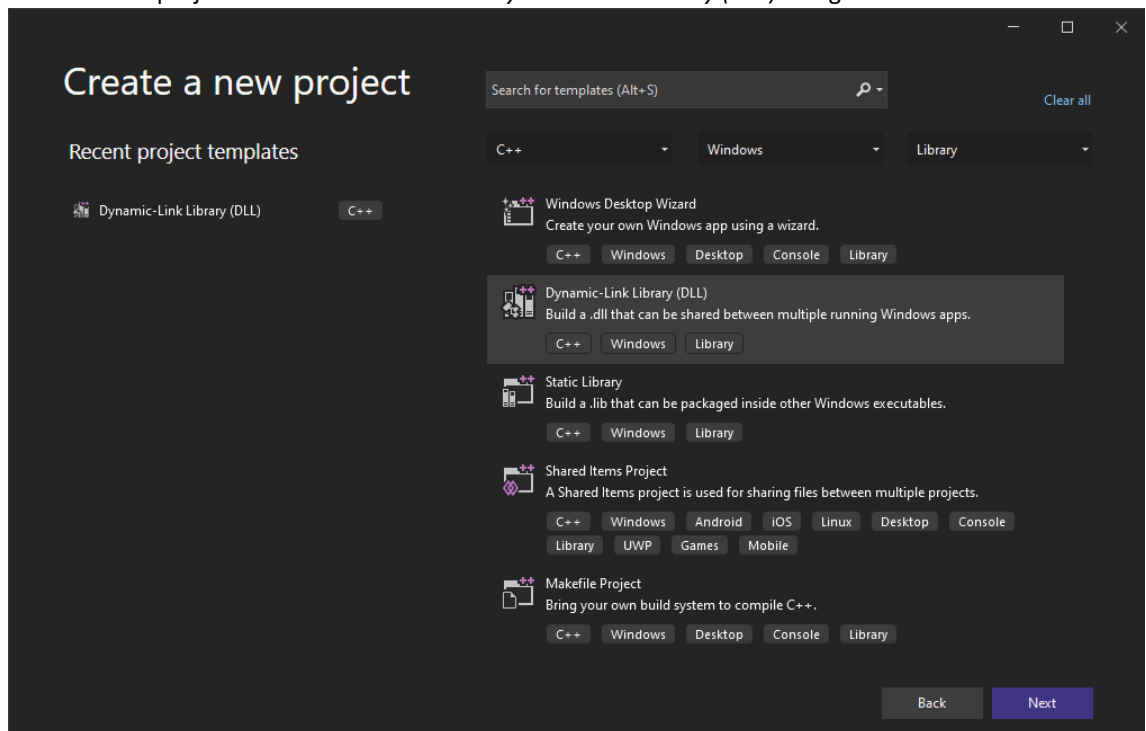 Create a new project
Search for templates (Alt+S)
Clear all
Recent project templates
C++ Windows Library
Dynamic-Link Library (DLL) C++
Windows Desktop Wizard
Create your own Windows app using a wizard.
C++ Windows Desktop Console Library
Dynamic-Link Library (DLL)
Build a .dll that can be shared between multiple running Windows apps.
C++ Windows Library
Static Library
Build a .lib that can be packaged inside other Windows executables.
C++ Windows Library
Shared Items Project
A Shared Items project is used for sharing files between multiple projects.
C++ Windows Android iOS Linux Desktop Console
Library UWP Games Mobile
Makefile Project
Bring your own build system to compile C++.
C++ Windows Desktop Console Library
Back Next